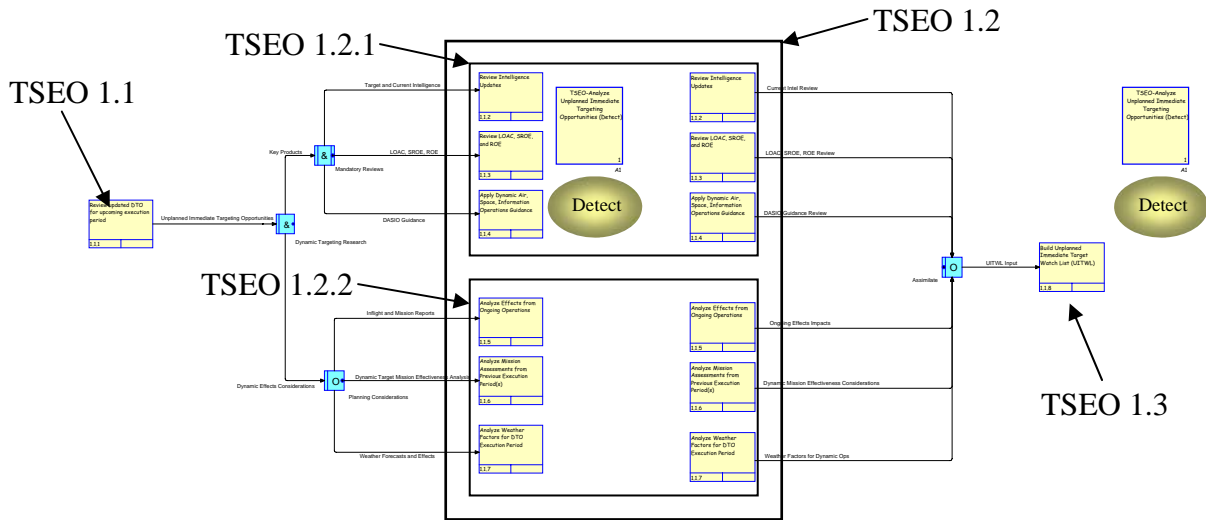 TSEO 1.2
TSEO 1.2.1
TSEO 1.1
Review updated DTO
for upcoming execution
period
1.1.1
Unplanned Immediate Targeting Opportunities
&
Dynamic Targeting Research
Key Products
&
Mandatory Reviews
Target and Current Intelligence
LOAC, SROE, ROE
DASIO Guidance
Review Intelligence
Updates
1.1.2
Review LOAC, SROE,
and ROE
1.1.3
Apply Dynamic Air,
Space, Information
Operations Guidance
1.1.4
TSEO-Analyze
Unplanned Immediate
Targeting
Opportunities (Detect)
1
A1
Detect
Review Intelligence
Updates
1.1.2
Review LOAC, SROE,
and ROE
1.1.3
Apply Dynamic Air,
Space, Information
Operations Guidance
1.1.4
Current Intel Review
LOAC, SROE, ROE Review
DASIO Guidance Review
TSEO-Analyze
Unplanned Immediate
Targeting
Opportunities (Detect)
1
A1
Detect
TSEO 1.2.2
Dynamic Effects Considerations
O
Planning Considerations
Inflight and Mission Reports
Dynamic Target Mission Effectiveness Analysis
Weather Forecasts and Effects
Analyze Effects from
Ongoing Operations
1.1.5
Analyze Mission
Assessments from
Previous Execution
Period(s)
1.1.6
Analyze Weather
Factors for DTO
Execution Period
1.1.7
Analyze Effects from
Ongoing Operations
1.1.5
Analyze Mission
Assessments from
Previous Execution
Period(s)
1.1.6
Analyze Weather
Factors for DTO
Execution Period
1.1.7
Ongoing Effects Impacts
Dynamic Mission Effectiveness Considerations
Weather Factors for Dynamic Ops
O
Assimilate
UITWL Input
Build Unplanned
Immediate Target
Watch List (UITWL)
1.1.8
TSEO 1.3